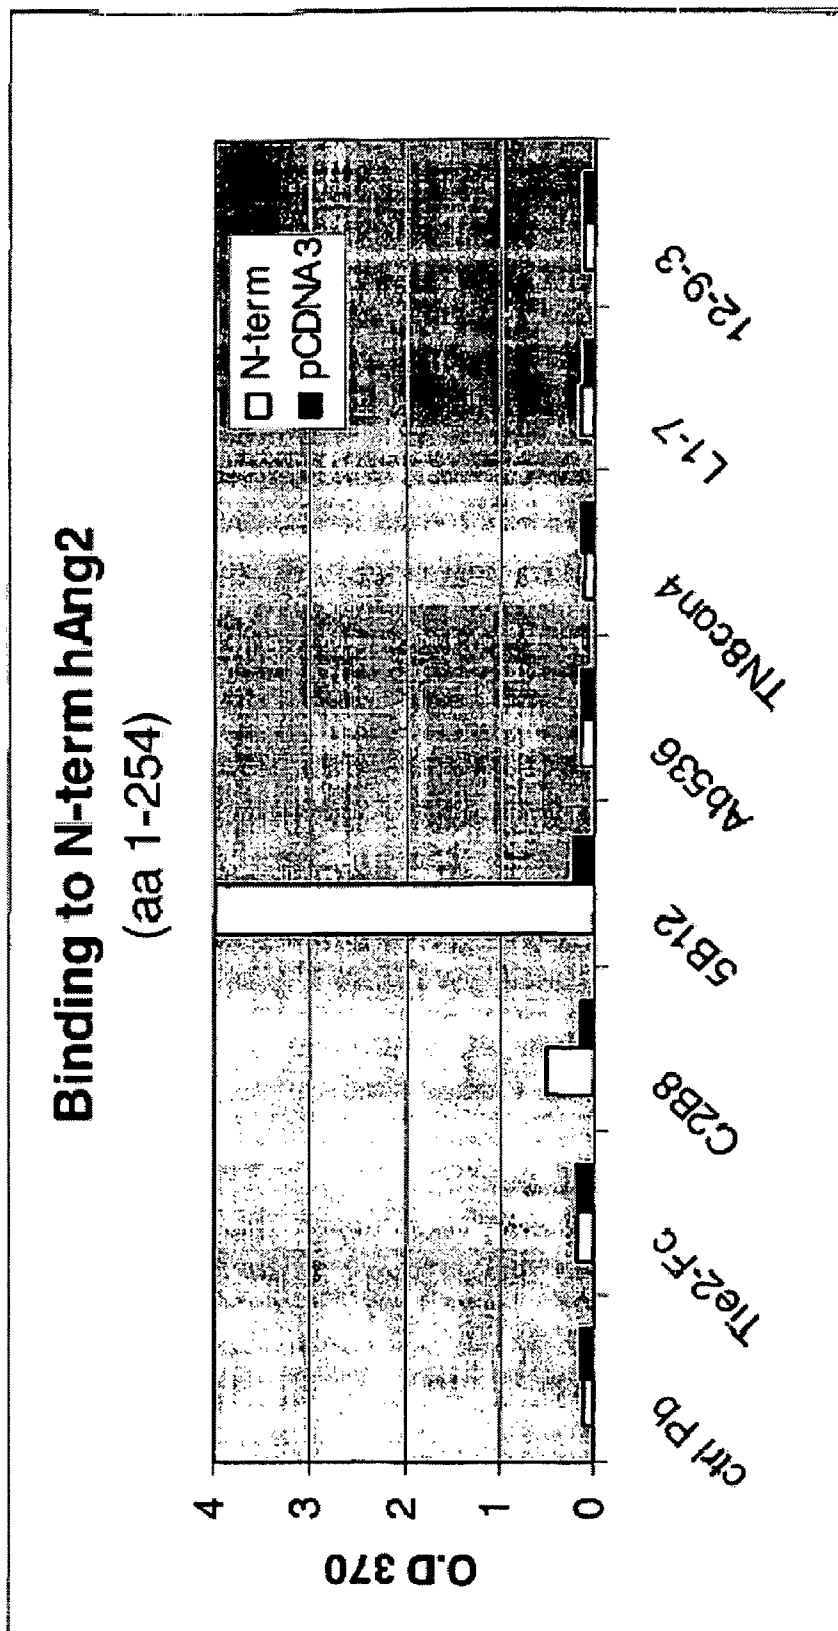 Binding to N-term hAng2
(aa 1-254)
N-term
pCDNA3
O.D 370
4
3
2
1
0
ctrl Pb
Tie2-Fc
C2B8
5B12
Ab536
TN8con4
L1-7
12-9-3